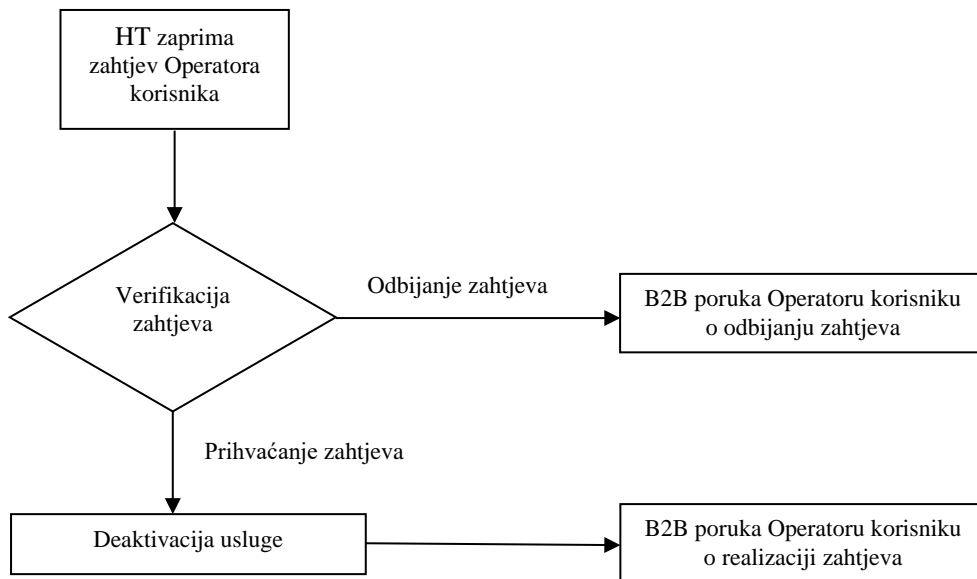 HT zaprima
zahtjev Operatora
korisnika
Verifikacija
zahtjeva
Odbijanje zahtjeva
B2B poruka Operatoru korisniku
o odbijanju zahtjeva
Prihvaćanje zahtjeva
Deaktivacija usluge
B2B poruka Operatoru korisniku
o realizaciji zahtjeva